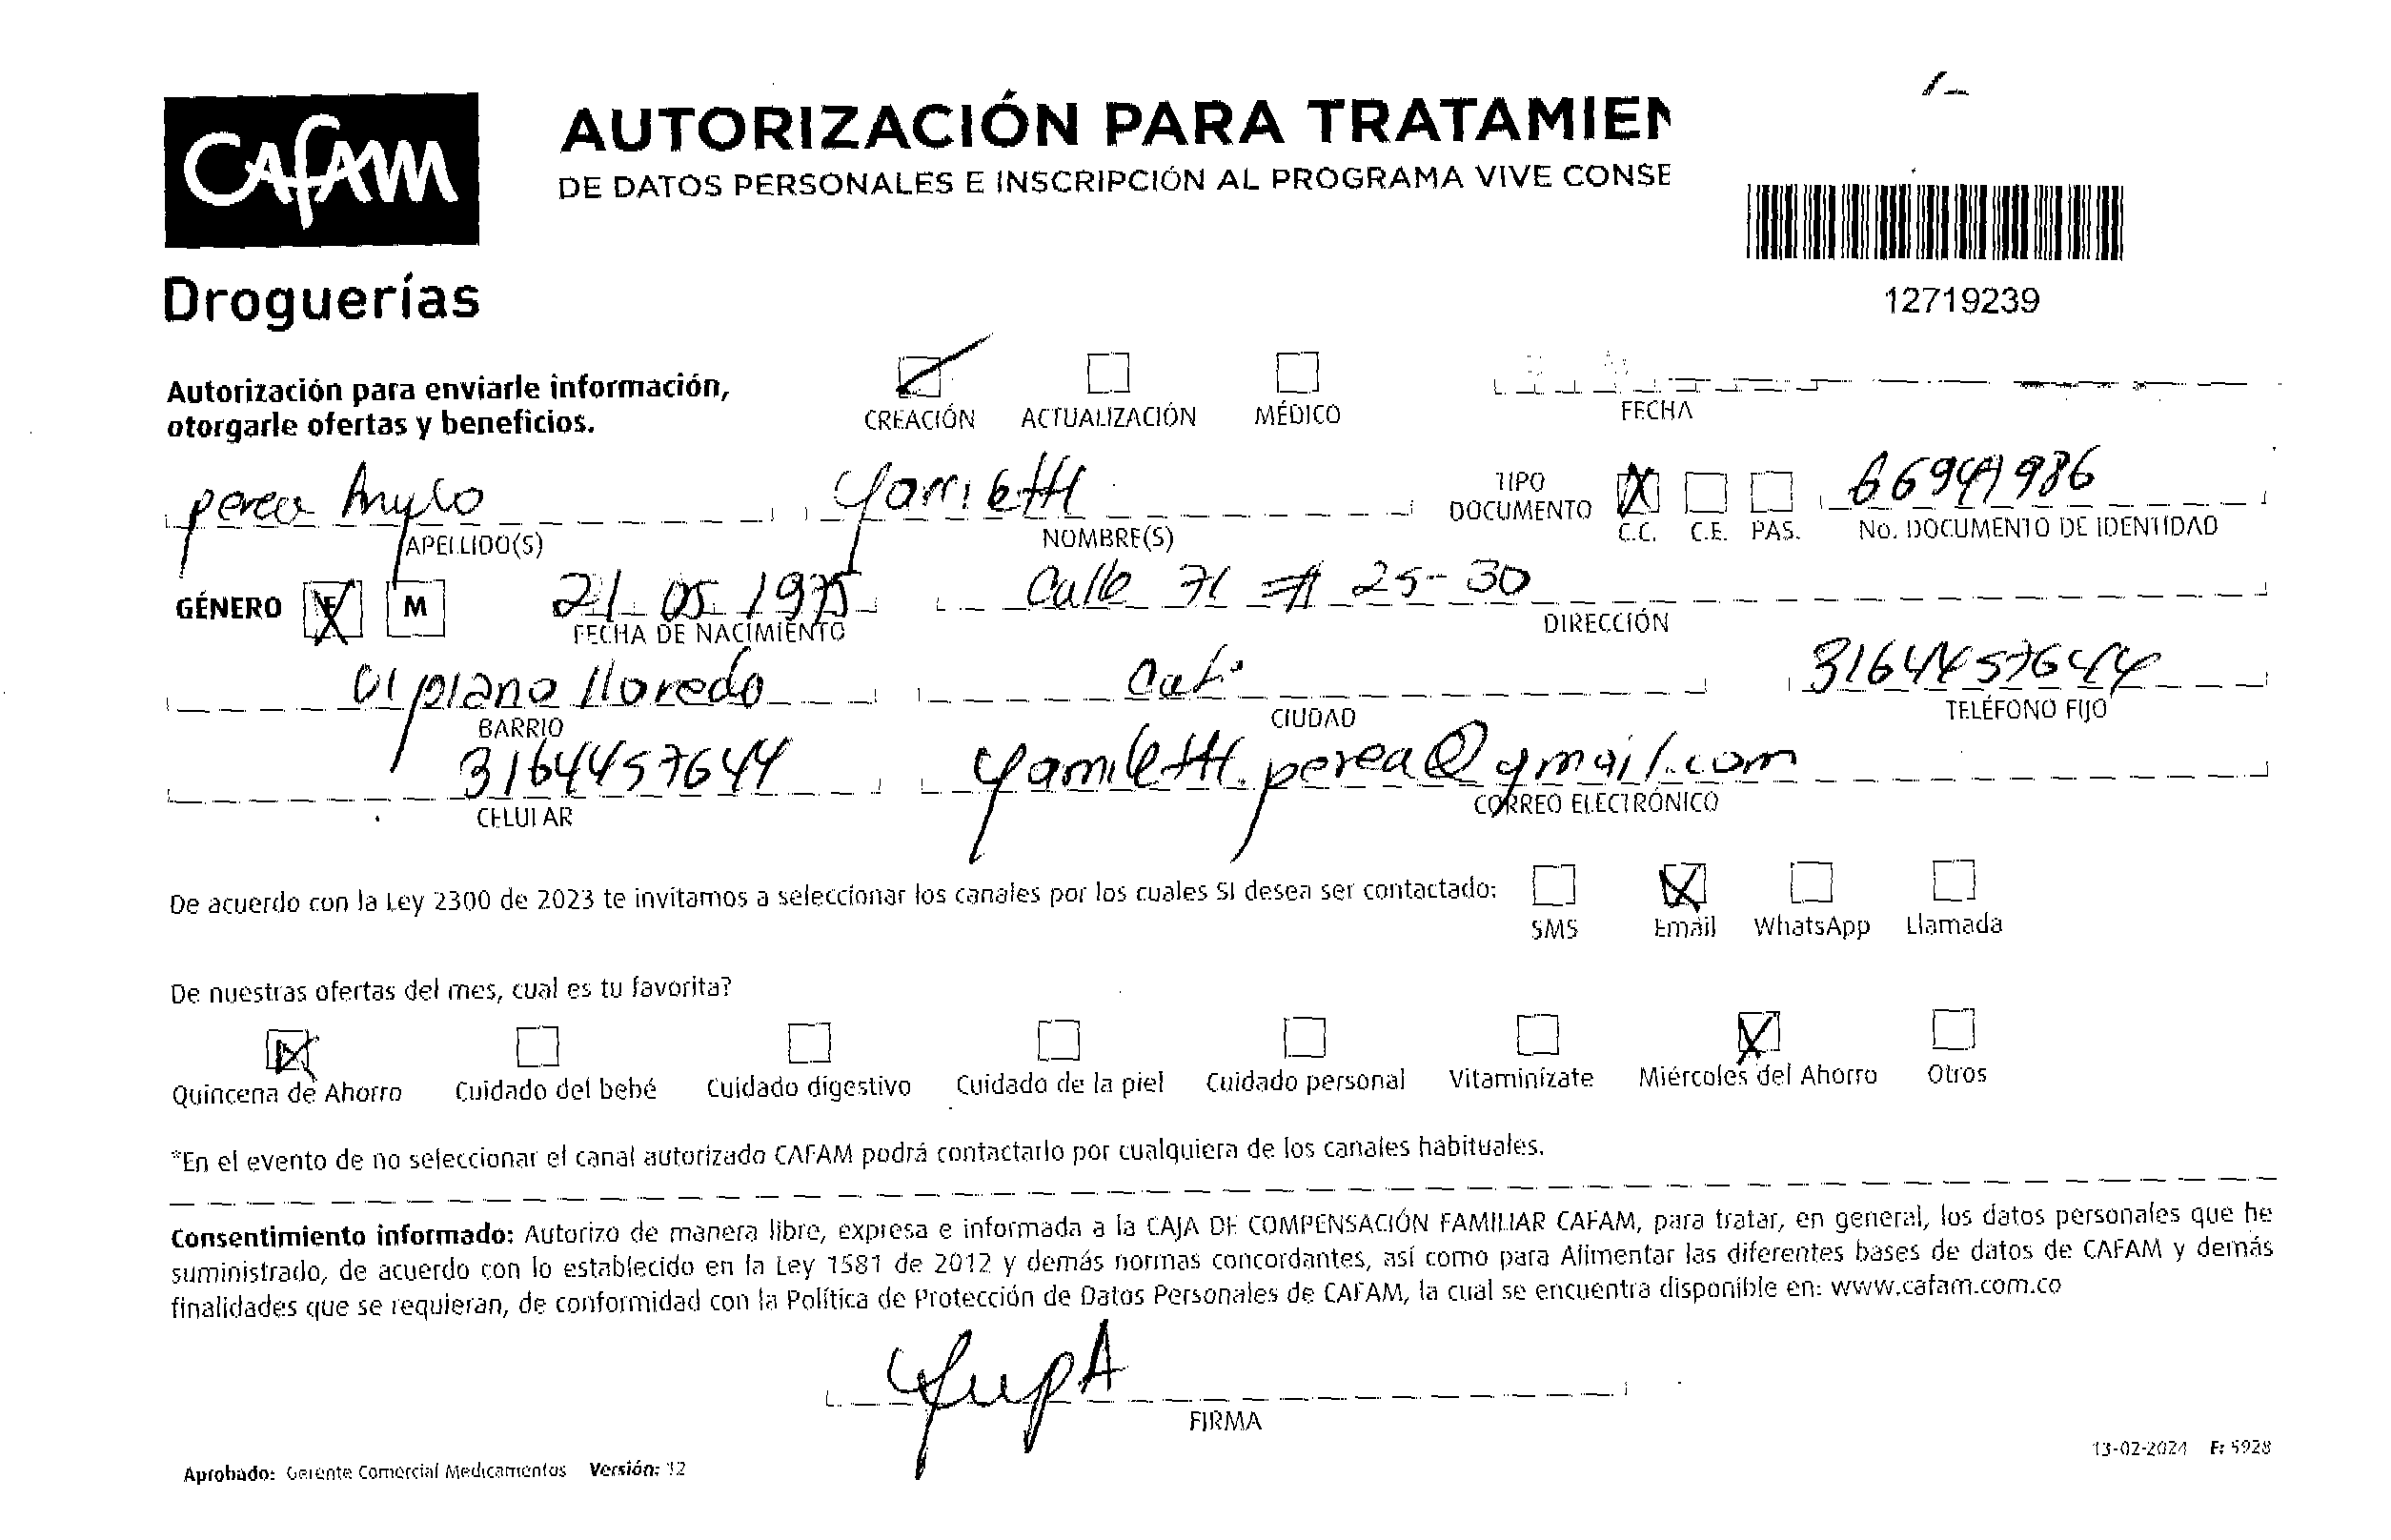 CAFAM
Droguerías
AUTORIZACIÓN PARA TRATAMIEN
DE DATOS PERSONALES E INSCRIPCIÓN AL PROGRAMA VIVE CONSE
12719239
Autorización para enviarle información,
otorgarle ofertas y beneficios.
CREACIÓN ACTUALIZACIÓN MÉDICO FECHA
perea Angulo Yamileth TIPO DOCUMENTO C.C. C.E. PAS.
APELLIDO(S) NOMBRE(S) No. DOCUMENTO DE IDENTIDAD
GÉNERO F M 21 05 1975 Calle 71 # 25-30
FECHA DE NACIMIENTO DIRECCIÓN
Ulpiano lloredo Cali 3164457644
BARRIO CIUDAD TELÉFONO FIJO
3164457644 yamileth.perea@gmail.com
CELULAR CORREO ELECTRÓNICO
De acuerdo con la Ley 2300 de 2023 te invitamos a seleccionar los canales por los cuales SI desea ser contactado:
SMS Email WhatsApp Llamada
De nuestras ofertas del mes, cual es tu favorita?
Quincena de Ahorro Cuidado del bebé Cuidado digestivo Cuidado de la piel Cuidado personal Vitaminízate Miércoles del Ahorro Otros
*En el evento de no seleccionar el canal autorizado CAFAM podrá contactarlo por cualquiera de los canales habituales.
Consentimiento informado: Autorizo de manera libre, expresa e informada a la CAJA DE COMPENSACIÓN FAMILIAR CAFAM, para tratar, en general, los datos personales que he
suministrado, de acuerdo con lo establecido en la Ley 1581 de 2012 y demás normas concordantes, así como para Alimentar las diferentes bases de datos de CAFAM y demás
finalidades que se requieran, de conformidad con la Política de Protección de Datos Personales de CAFAM, la cual se encuentra disponible en: www.cafam.com.co
FIRMA
Aprobado: Gerente Comercial Medicamentos Versión: 12
13-02-2024 F: 5928